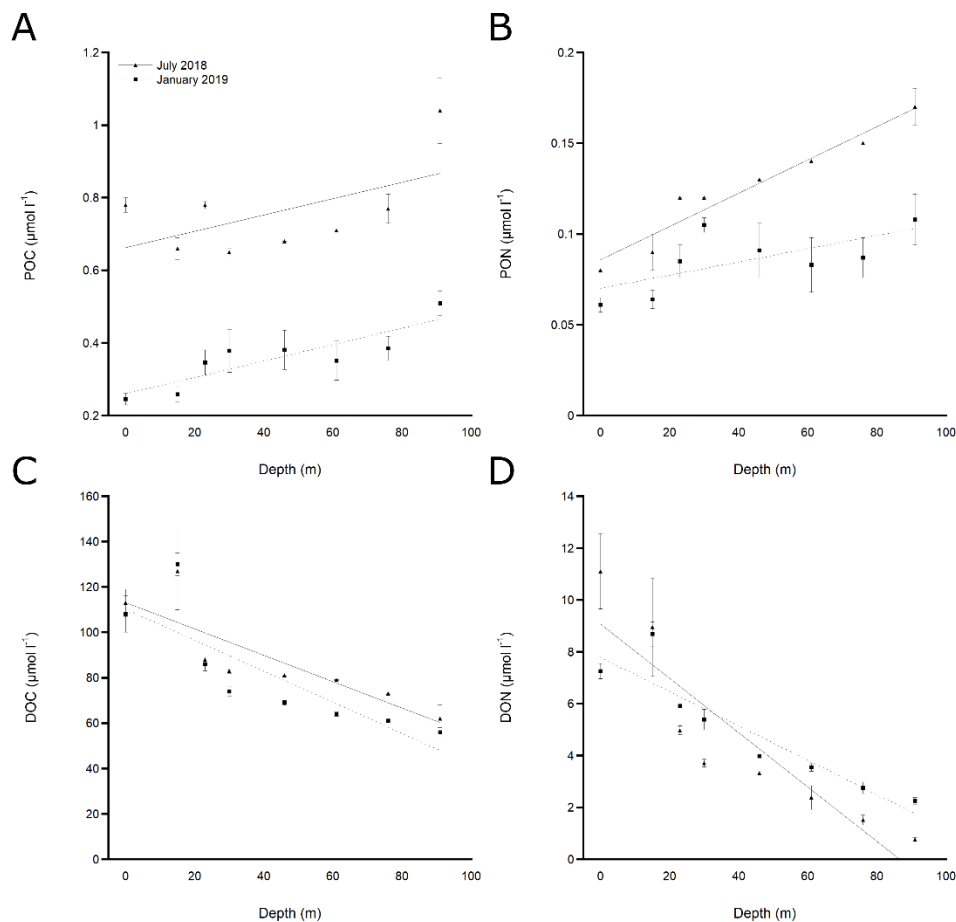 A
1.2
1
0.8
0.6
0.4
0.2
POC (µmol l⁻¹)
July 2018
January 2019
0 20 40 60 80 100
Depth (m)
B
0.2
0.15
0.1
0.05
0
PON (µmol l⁻¹)
0 20 40 60 80 100
Depth (m)
C
160
140
120
100
80
60
40
20
0
DOC (µmol l⁻¹)
0 20 40 60 80 100
Depth (m)
D
14
12
10
8
6
4
2
0
DON (µmol l⁻¹)
0 20 40 60 80 100
Depth (m)